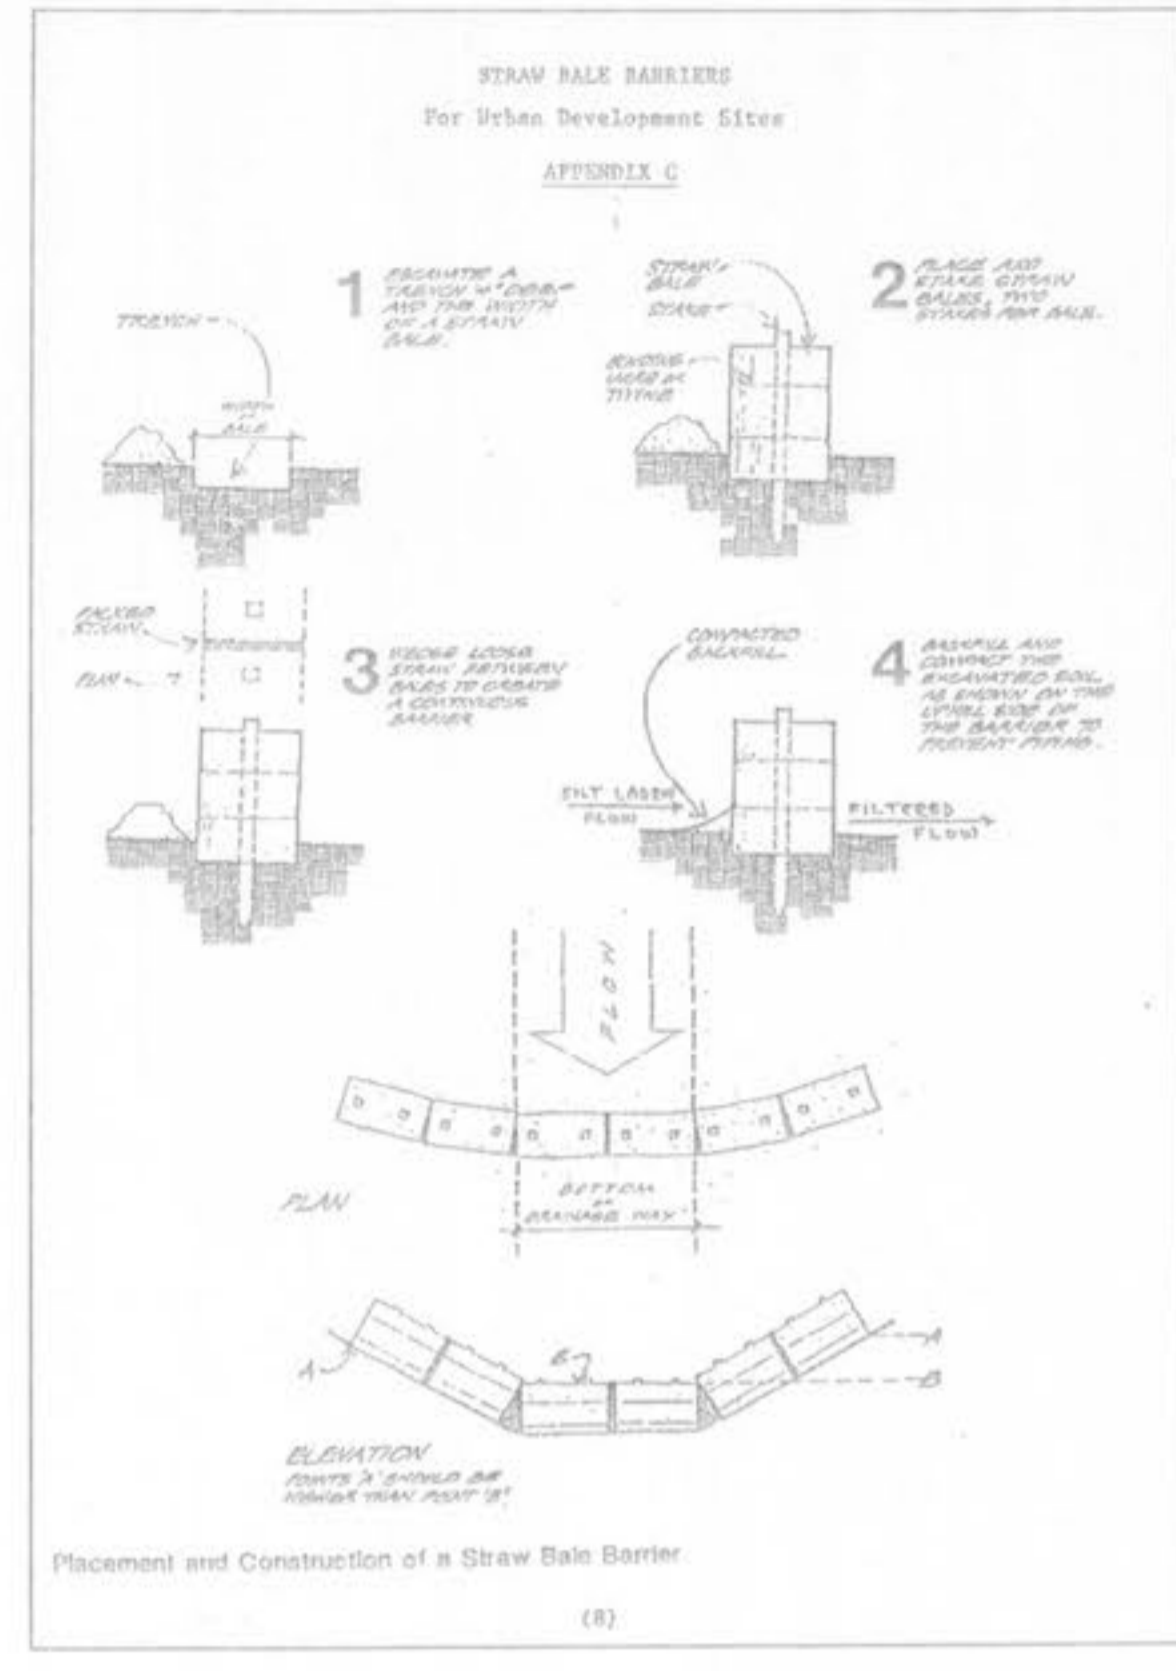 STRAW BALE BARRIERS
For Urban Development Sites
APPENDIX C
1
EXCAVATE A
TRENCH 4" DEEP
AND THE WIDTH
OF A STRAW
BALE.
TRENCH
WIDTH
OF
BALE
2
PLACE AND
STAKE STRAW
BALES, TWO
STAKES PER BALE.
STRAW
BALE
STAKE
BINDING
WIRE OR
TWINE
3
WEDGE LOOSE
STRAW BETWEEN
BALES TO CREATE
A CONTINUOUS
BARRIER
PACKED
STRAW
PLAN
4
BACKFILL AND
COMPACT THE
EXCAVATED SOIL
AS SHOWN ON THE
UPHILL SIDE OF
THE BARRIER TO
PREVENT PIPING.
COMPACTED
BACKFILL
SILT LADEN
FLOW
FILTERED
FLOW
FLOW
PLAN
BOTTOM
OF
DRAINAGE WAY
A
B
A
B
ELEVATION
POINTS 'A' SHOULD BE
HIGHER THAN POINT 'B'
Placement and Construction of a Straw Bale Barrier
(8)